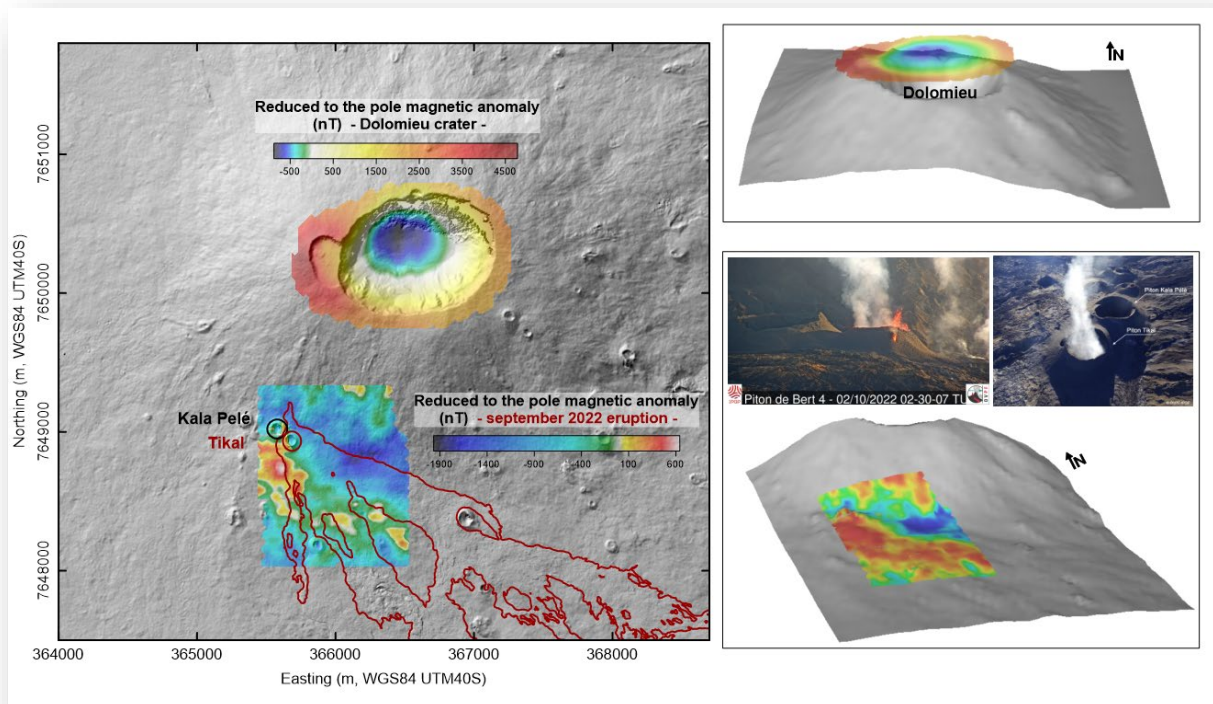 Reduced to the pole magnetic anomaly
(nT) - Dolomieu crater -
-500 500 1500 2500 3500 4500
7651000
7650000
7649000
7648000
Northing (m, WGS84 UTM40S)
Kala Pelé
Tikal
Reduced to the pole magnetic anomaly
(nT) - september 2022 eruption -
-1900 -1400 -900 -400 100 600
364000 365000 366000 367000 368000
Easting (m, WGS84 UTM40S)
N
Dolomieu
Piton de Bert 4 - 02/10/2022 02-30-07 TU
OVPF
Piton Kala Pélé
Piton Tikal
N